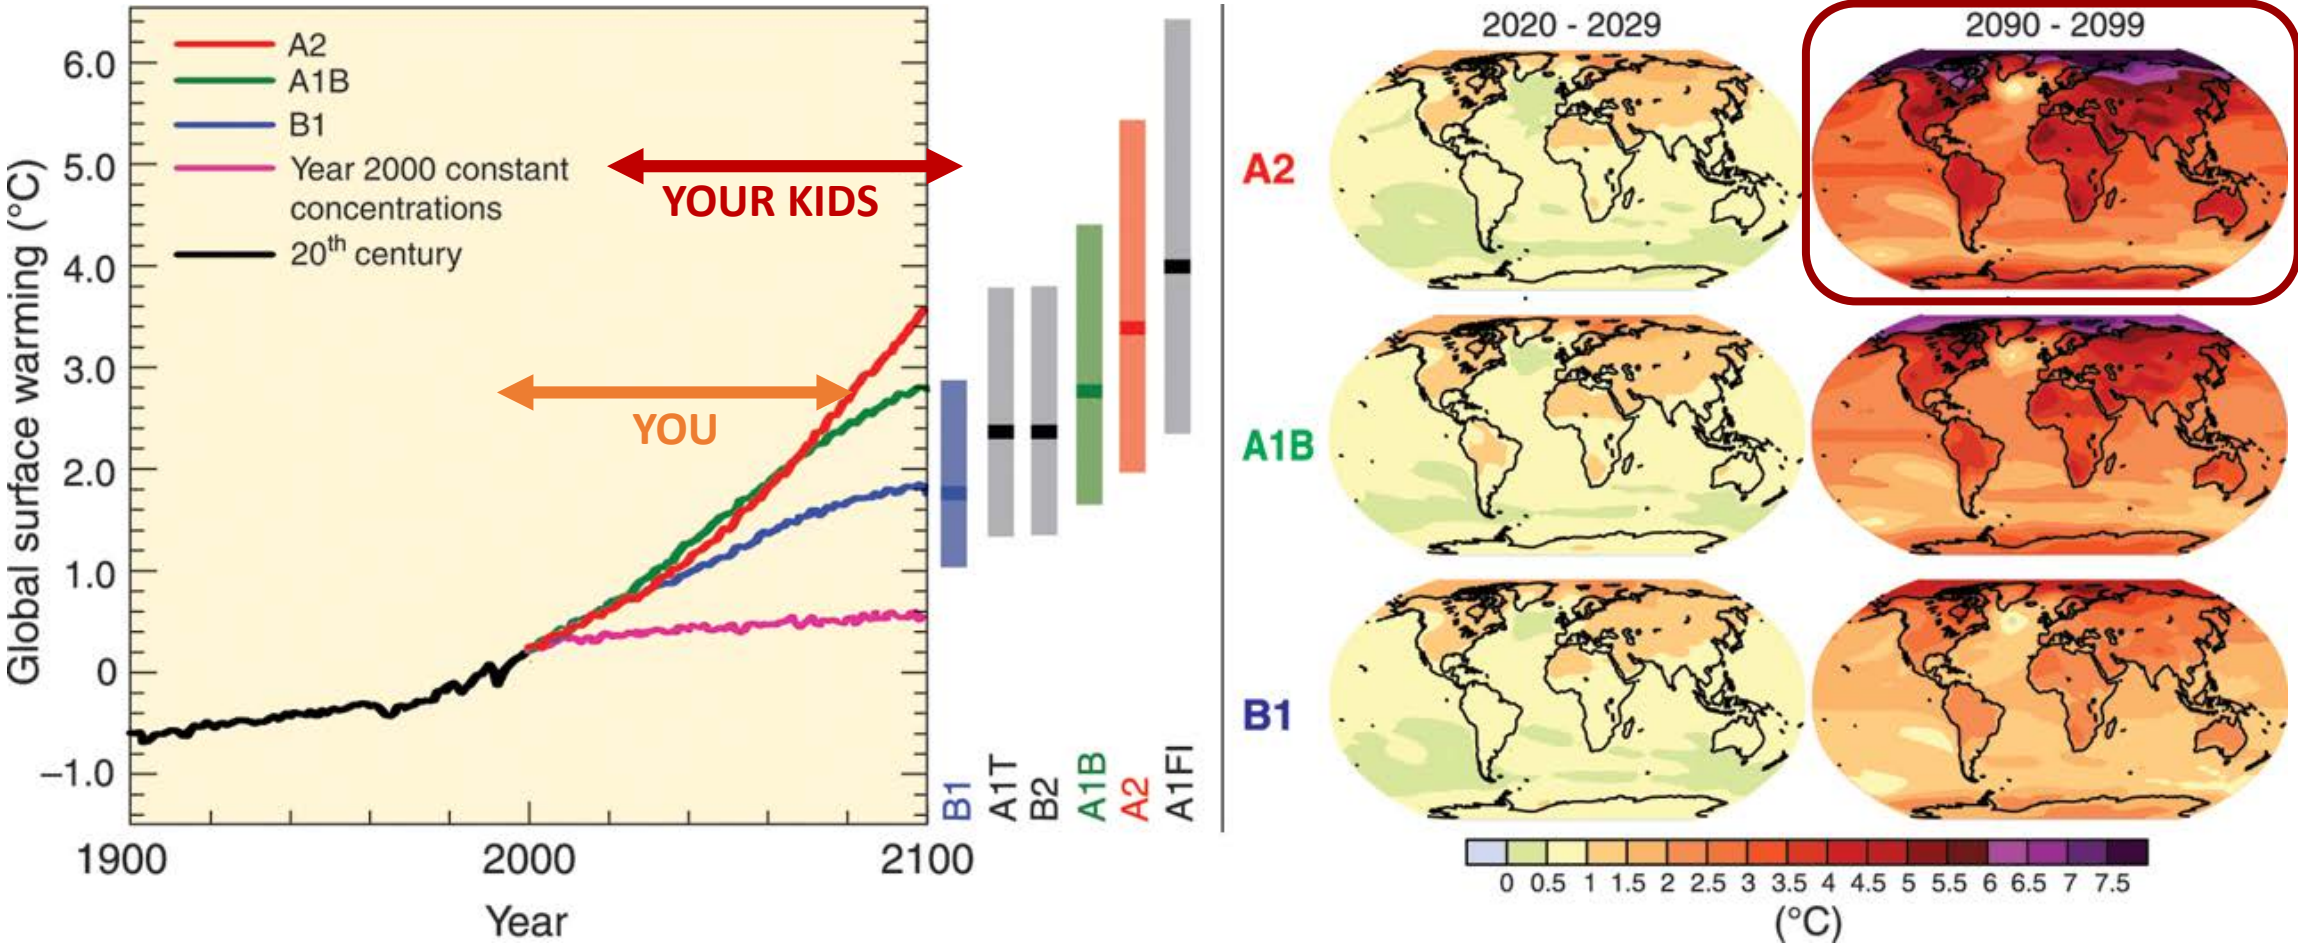 A2
A1B
B1
Year 2000 constant
concentrations
20th century
YOUR KIDS
YOU
Global surface warming (°C)
6.0
5.0
4.0
3.0
2.0
1.0
0
–1.0
1900
2000
2100
Year
B1
A1T
B2
A1B
A2
A1FI
2020 - 2029
2090 - 2099
A2
A1B
B1
0 0.5 1 1.5 2 2.5 3 3.5 4 4.5 5 5.5 6 6.5 7 7.5
(°C)